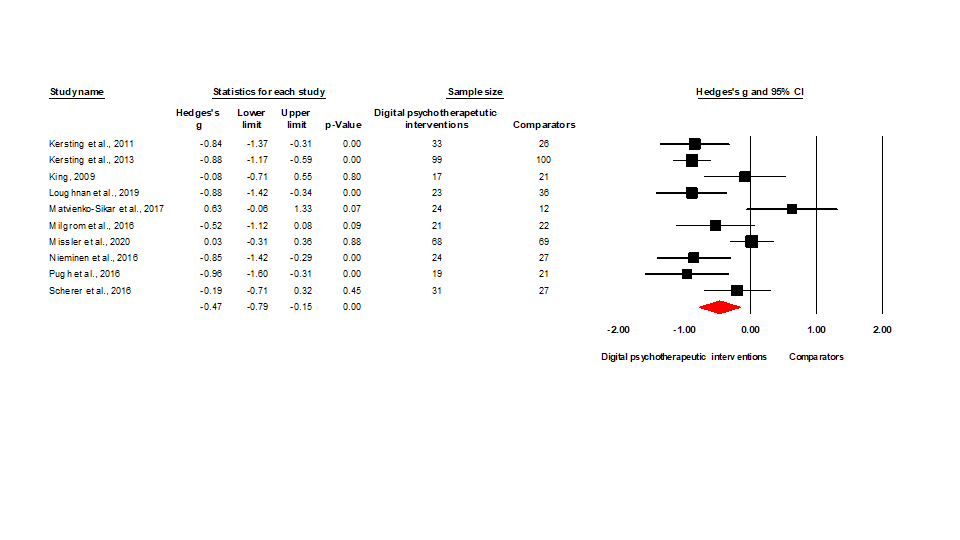 Study name Statistics for each study Sample size Hedges's g and 95% CI
Hedges's Lower Upper Digital psychotherapetutic
g limit limit p-Value interventions Comparators
Kersting et al., 2011 -0.84 -1.37 -0.31 0.00 33 26
Kersting et al., 2013 -0.88 -1.17 -0.59 0.00 99 100
King, 2009 -0.08 -0.71 0.55 0.80 17 21
Loughnan et al., 2019 -0.88 -1.42 -0.34 0.00 23 36
Matvienko-Sikar et al., 2017 0.63 -0.06 1.33 0.07 24 12
Milgrom et al., 2016 -0.52 -1.12 0.08 0.09 21 22
Missler et al., 2020 0.03 -0.31 0.36 0.88 68 69
Nieminen et al., 2016 -0.85 -1.42 -0.29 0.00 24 27
Pugh et al., 2016 -0.96 -1.60 -0.31 0.00 19 21
Scherer et al., 2016 -0.19 -0.71 0.32 0.45 31 27
-0.47 -0.79 -0.15 0.00
-2.00 -1.00 0.00 1.00 2.00
Digital psychotherapeutic interventions Comparators